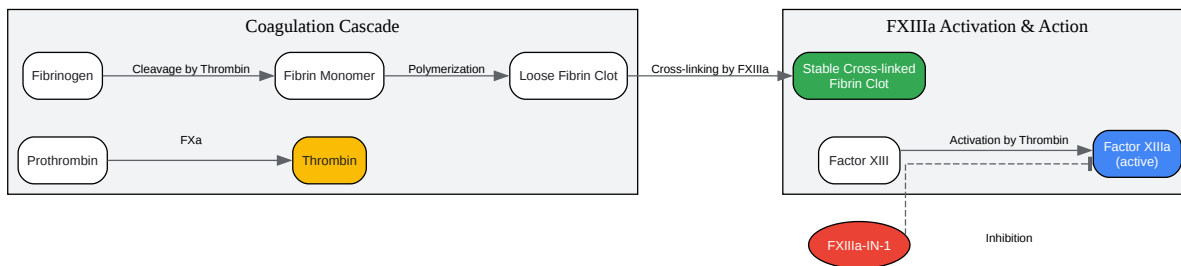 Coagulation Cascade
Fibrinogen
Cleavage by Thrombin
Fibrin Monomer
Polymerization
Loose Fibrin Clot
Cross-linking by FXIIIa
Prothrombin
FXa
Thrombin
FXIIIa Activation & Action
Stable Cross-linked
Fibrin Clot
Factor XIII
Activation by Thrombin
Factor XIIIa
(active)
FXIIIa-IN-1
Inhibition